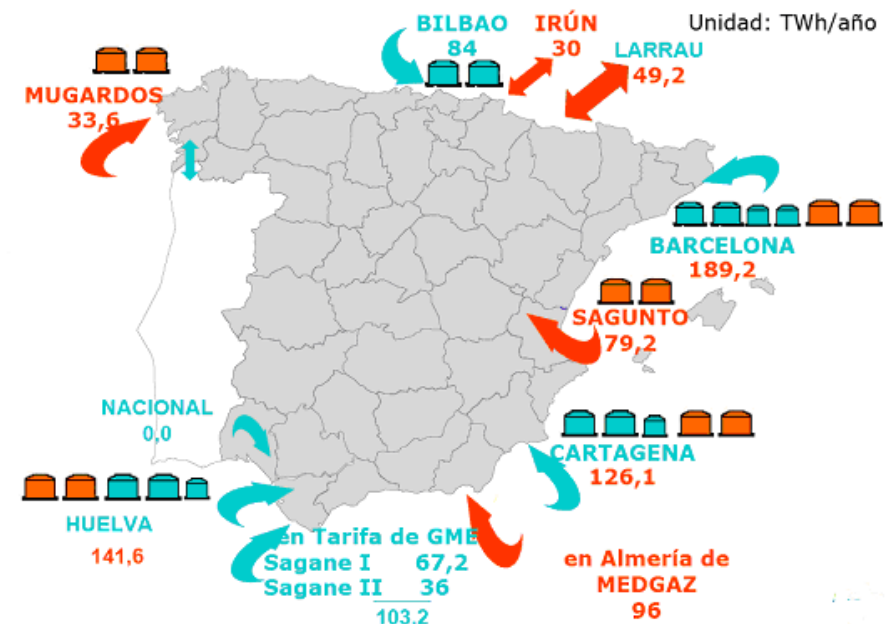 Unidad: TWh/año
BILBAO
84
IRÚN
30
LARRAU
49,2
MUGARDOS
33,6
BARCELONA
189,2
SAGUNTO
79,2
NACIONAL
0,0
CARTAGENA
126,1
HUELVA
141,6
en Tarifa de GME
Sagane I 67,2
Sagane II 36
103.2
en Almería de
MEDGAZ
96